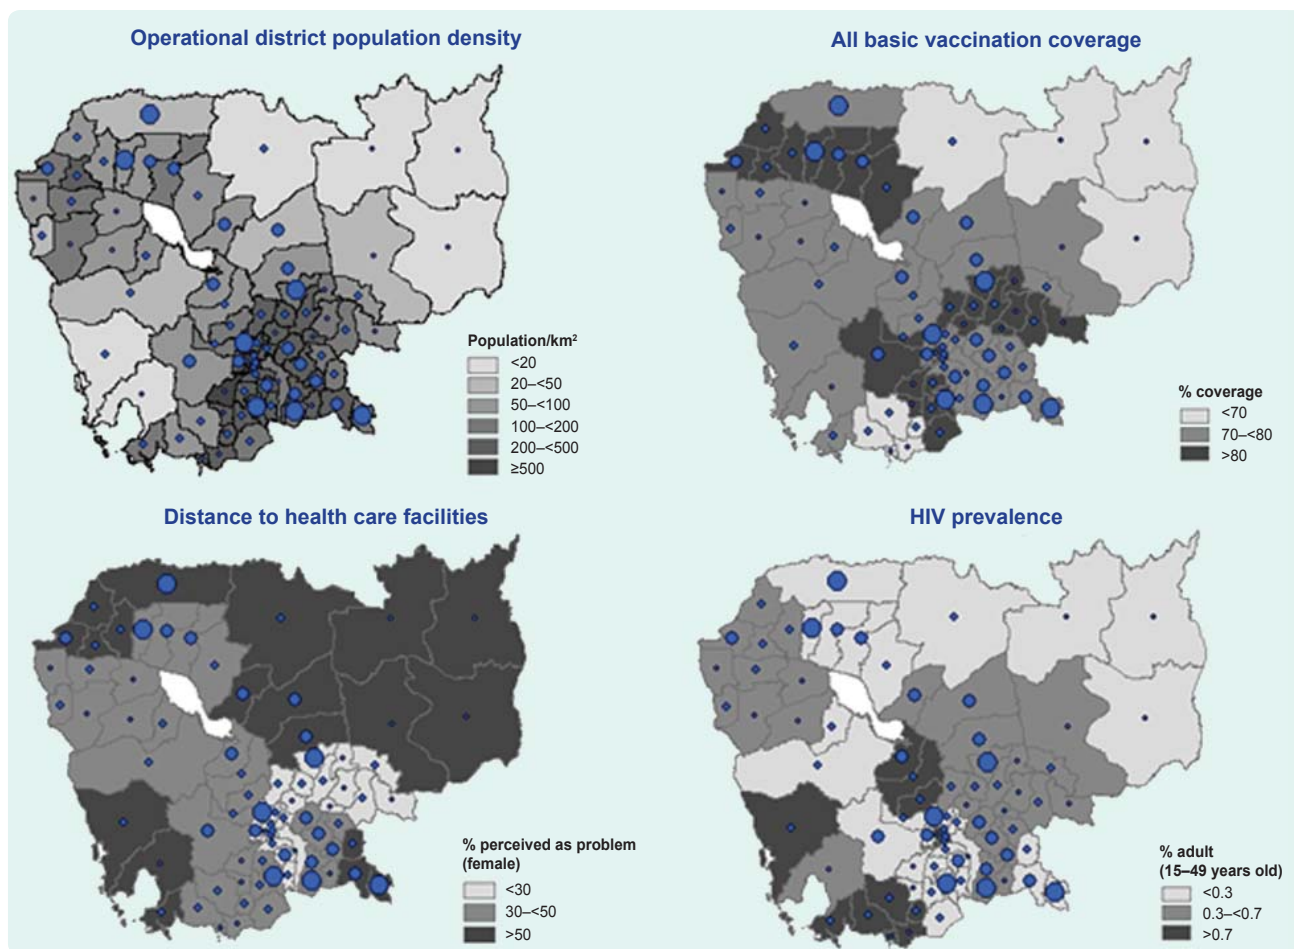 Operational district population density
All basic vaccination coverage
Population/km²
<20
20–<50
50–<100
100–<200
200–<500
≥500
% coverage
<70
70–<80
>80
Distance to health care facilities
HIV prevalence
% perceived as problem
(female)
<30
30–<50
>50
% adult
(15–49 years old)
<0.3
0.3–<0.7
>0.7